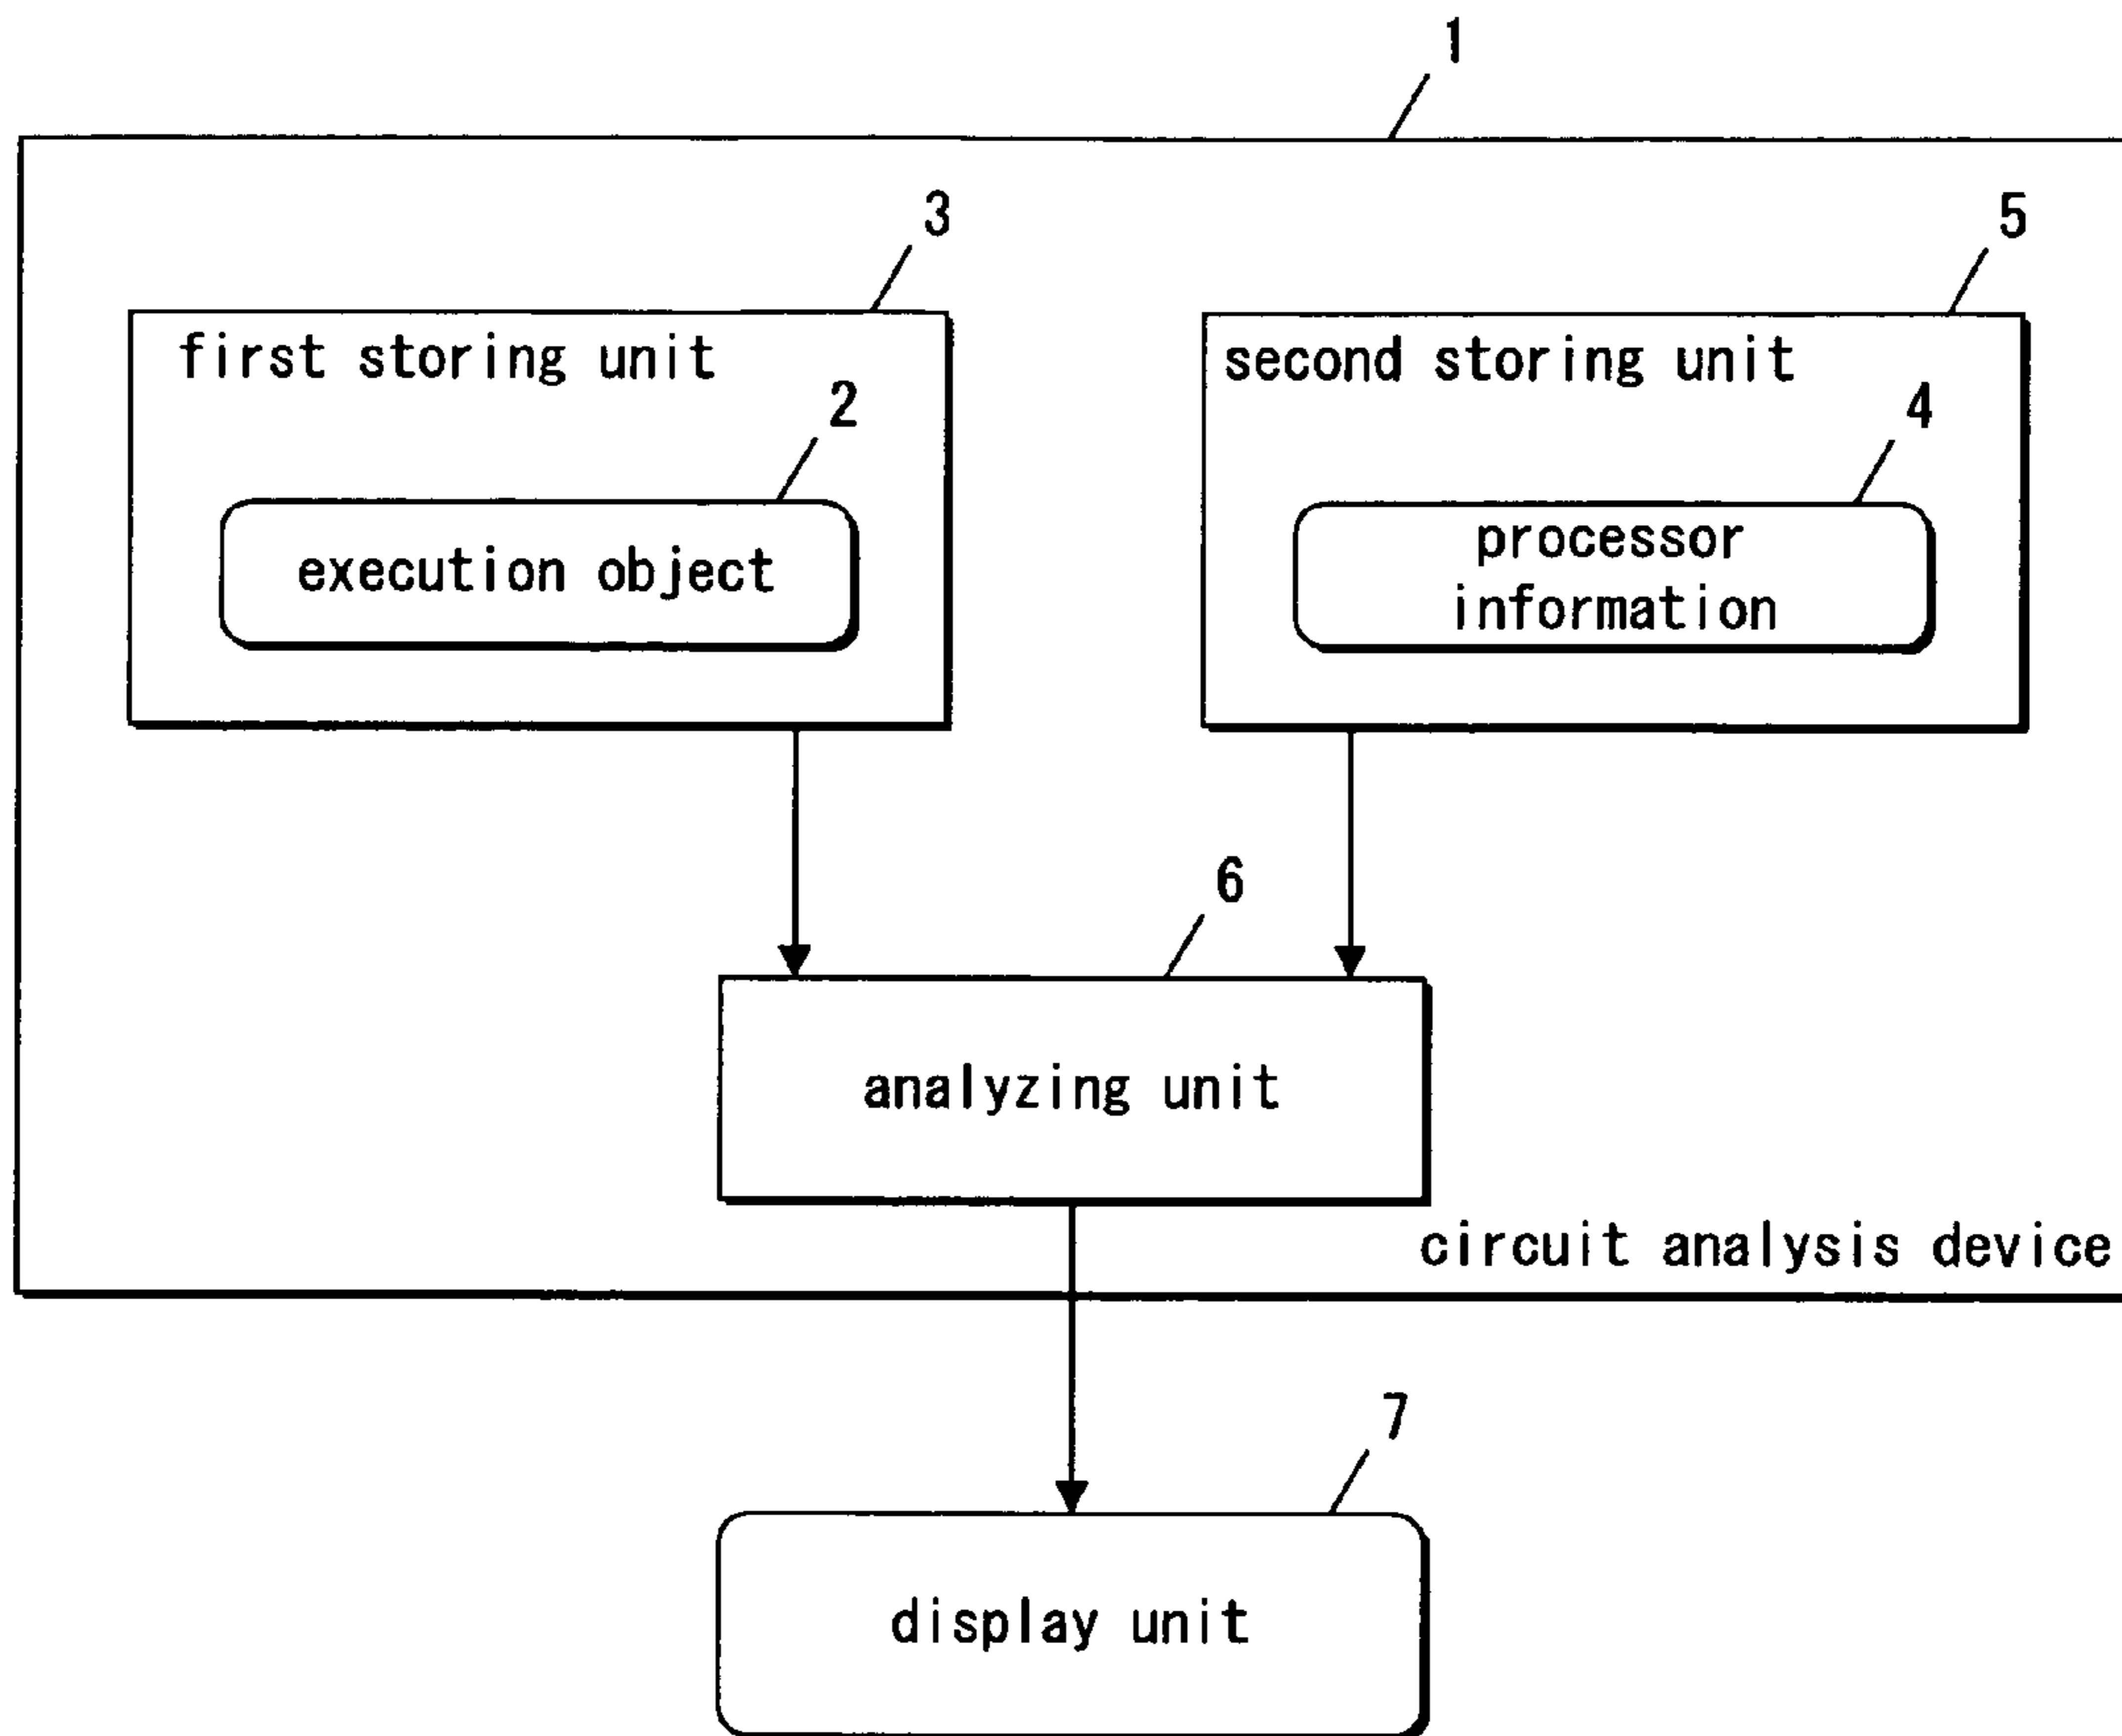 1
3
5
first storing unit
second storing unit
2
4
execution object
processor
information
6
analyzing unit
circuit analysis device
7
display unit